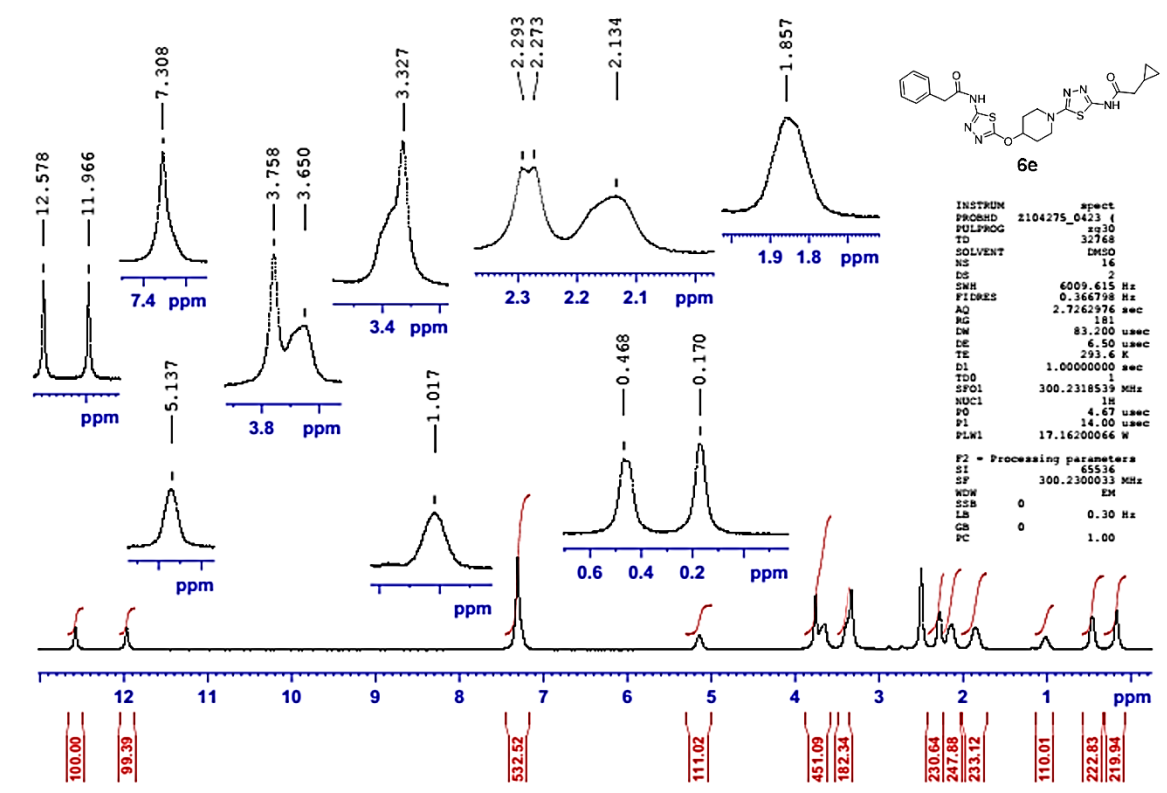 12.578
11.966
7.308
7.4 ppm
ppm
5.137
ppm
3.758
3.650
3.8 ppm
3.327
3.4 ppm
1.017
ppm
2.293
2.273
2.134
2.3 2.2 2.1 ppm
0.468
0.170
0.6 0.4 0.2 ppm
1.857
1.9 1.8 ppm
O
NH
S
N
N
O
N
N
N
S
NH
O
6e
INSTRUM spect
PROBHD Z104275_0423 (
PULPROG zg30
TD 32768
SOLVENT DMSO
NS 16
DS 2
SWH 6009.615 Hz
FIDRES 0.366798 Hz
AQ 2.7262976 sec
RG 181
DW 83.200 usec
DE 6.50 usec
TE 293.6 K
D1 1.00000000 sec
TD0 1
SFO1 300.2318539 MHz
NUC1 1H
P0 4.67 usec
P1 14.00 usec
PLW1 17.16200066 W
F2 - Processing parameters
SI 65536
SF 300.2300033 MHz
WDW EM
SSB 0
LB 0.30 Hz
GB 0
PC 1.00
12 11 10 9 8 7 6 5 4 3 2 1 ppm
100.00
99.39
532.52
111.02
451.09
182.34
230.64
247.88
233.12
110.01
222.83
219.94